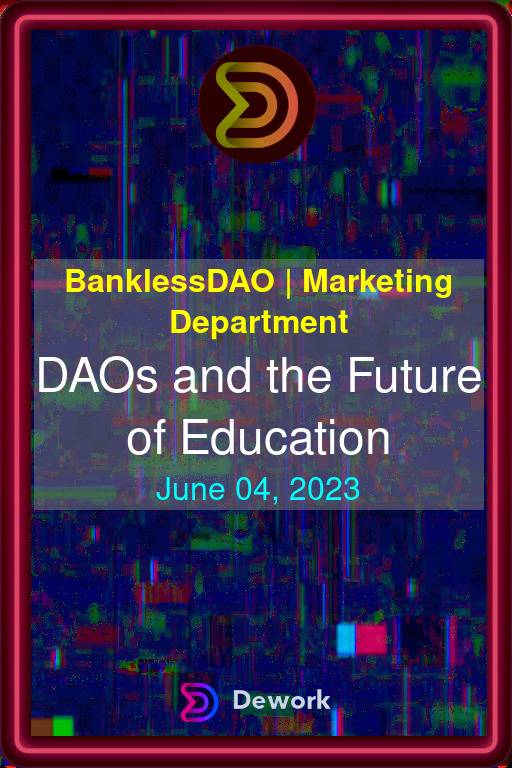 BanklessDAO | Marketing
Department
DAOs and the Future
of Education
June 04, 2023
Dework